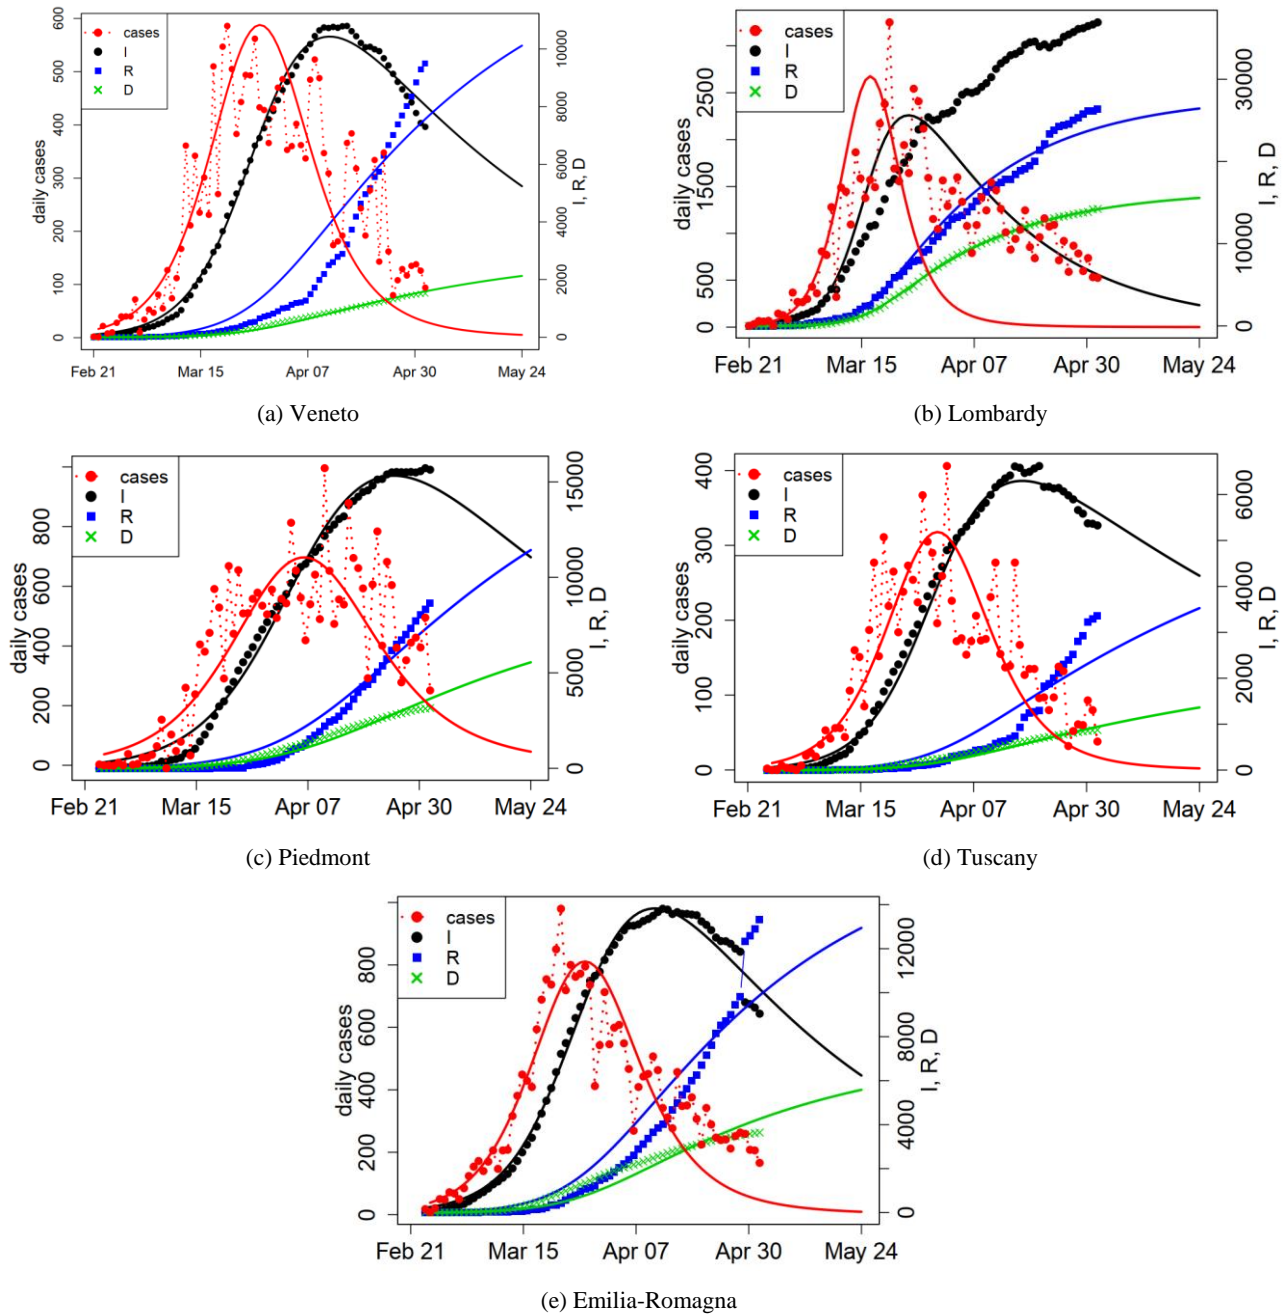 600
500
400
300
200
100
0
daily cases
cases
I
R
D
10000
8000
6000
4000
2000
0
I, R, D
Feb 21 Mar 15 Apr 07 Apr 30 May 24
(a) Veneto
2500
1500
500
0
daily cases
cases
I
R
D
30000
10000
0
I, R, D
Feb 21 Mar 15 Apr 07 Apr 30 May 24
(b) Lombardy
800
600
400
200
0
daily cases
cases
I
R
D
15000
10000
5000
0
I, R, D
Feb 21 Mar 15 Apr 07 Apr 30 May 24
(c) Piedmont
400
300
200
100
0
daily cases
cases
I
R
D
6000
4000
2000
0
I, R, D
Feb 21 Mar 15 Apr 07 Apr 30 May 24
(d) Tuscany
800
600
400
200
0
daily cases
cases
I
R
D
12000
8000
4000
0
I, R, D
Feb 21 Mar 15 Apr 07 Apr 30 May 24
(e) Emilia-Romagna